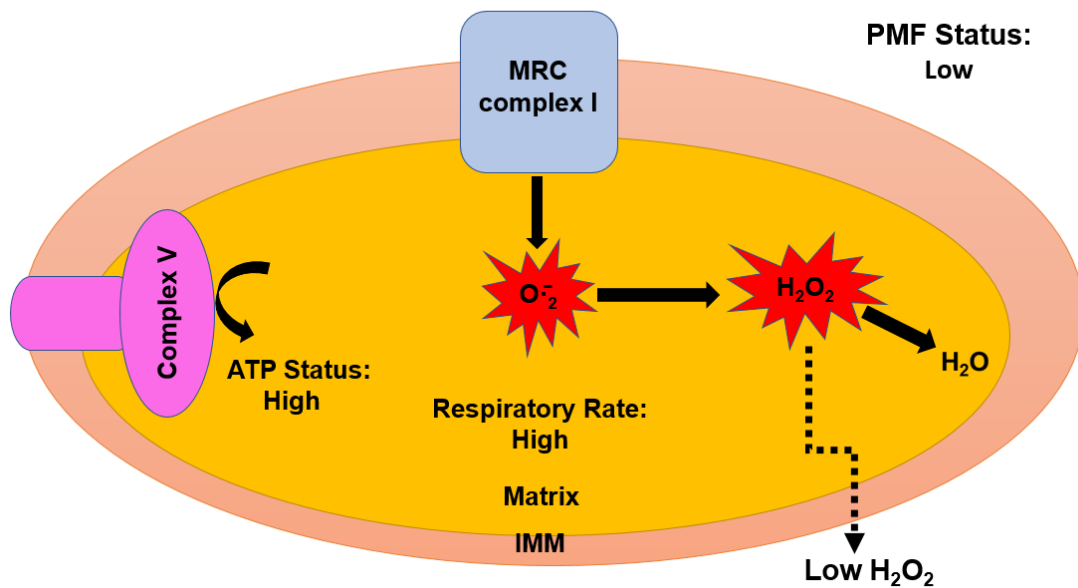 PMF Status:
Low
MRC
complex I
Complex V
O·₂⁻
H₂O₂
H₂O
ATP Status:
High
Respiratory Rate:
High
Matrix
IMM
Low H₂O₂